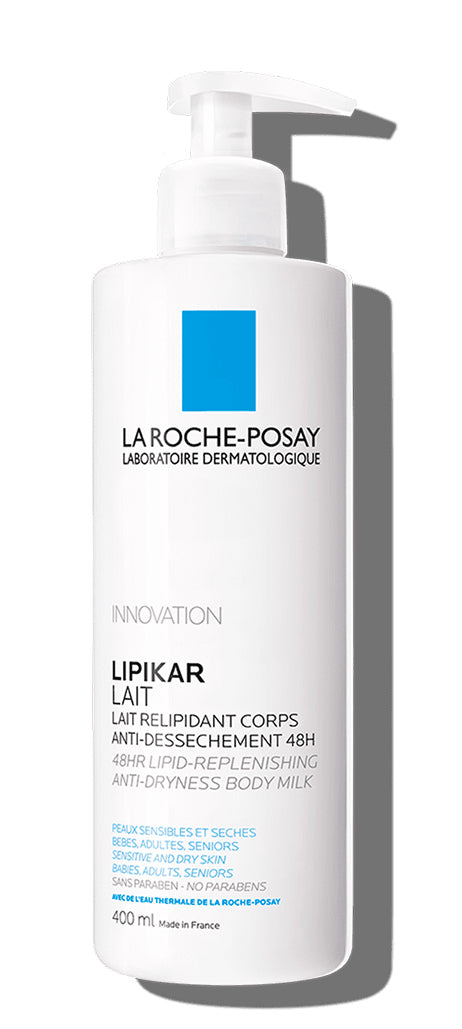 LA ROCHE-POSAY
LABORATOIRE DERMATOLOGIQUE
INNOVATION
LIPIKAR
LAIT
LAIT RELIPIDANT CORPS
ANTI-DESSECHEMENT 48H
48HR LIPID-REPLENISHING
ANTI-DRYNESS BODY MILK
PEAUX SENSIBLES ET SECHES
BEBES, ADULTES, SENIORS
SENSITIVE AND DRY SKIN
BABIES, ADULTS, SENIORS
SANS PARABEN - NO PARABENS
AVEC DE L'EAU THERMALE DE LA ROCHE-POSAY
400 ml Made in France